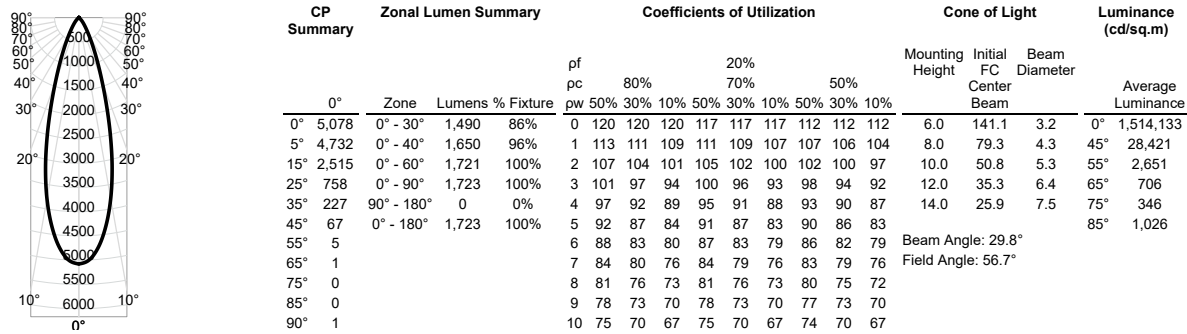 90° 90°
80° 80°
70° 70°
60° 60°
50° 50°
40° 40°
30° 30°
20° 20°
10° 10°
0°
500
1000
1500
2000
2500
3000
3500
4000
4500
5000
5500
6000
CP Summary
0°
0° 5,078
5° 4,732
15° 2,515
25° 758
35° 227
45° 67
55° 5
65° 1
75° 0
85° 0
90° 1
Zonal Lumen Summary
Zone Lumens % Fixture
0° - 30° 1,490 86%
0° - 40° 1,650 96%
0° - 60° 1,721 100%
0° - 90° 1,723 100%
90° - 180° 0 0%
0° - 180° 1,723 100%
Coefficients of Utilization
ρf 20%
ρc 80% 70% 50%
ρw 50% 30% 10% 50% 30% 10% 50% 30% 10%
0 120 120 120 117 117 117 112 112 112
1 113 111 109 111 109 107 107 106 104
2 107 104 101 105 102 100 102 100 97
3 101 97 94 100 96 93 98 94 92
4 97 92 89 95 91 88 93 90 87
5 92 87 84 91 87 83 90 86 83
6 88 83 80 87 83 79 86 82 79
7 84 80 76 84 79 76 83 79 76
8 81 76 73 81 76 73 80 75 72
9 78 73 70 78 73 70 77 73 70
10 75 70 67 75 70 67 74 70 67
Cone of Light
Mounting Height Initial FC Center Beam Beam Diameter
6.0 141.1 3.2
8.0 79.3 4.3
10.0 50.8 5.3
12.0 35.3 6.4
14.0 25.9 7.5
Beam Angle: 29.8°
Field Angle: 56.7°
Luminance
(cd/sq.m)
Average
Luminance
0° 1,514,133
45° 28,421
55° 2,651
65° 706
75° 346
85° 1,026